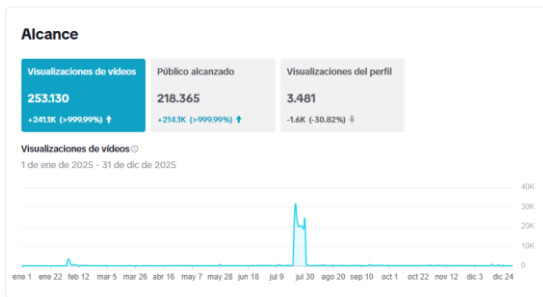 Alcance
Visualizaciones de vídeos Público alcanzado Visualizaciones del perfil
253.130 218.365 3.481
+241.1K (>999.99%) ↑ +214.1K (>999.99%) ↑ -1.6K (-30.82%) ↓
Visualizaciones de vídeos
1 de ene de 2025 - 31 de dic de 2025
40K
30K
20K
10K
0
ene 1 ene 22 feb 12 mar 5 mar 26 abr 16 may 7 may 28 jun 18 jul 9 jul 30 ago 20 sep 10 oct 1 oct 22 nov 12 dic 3 dic 24